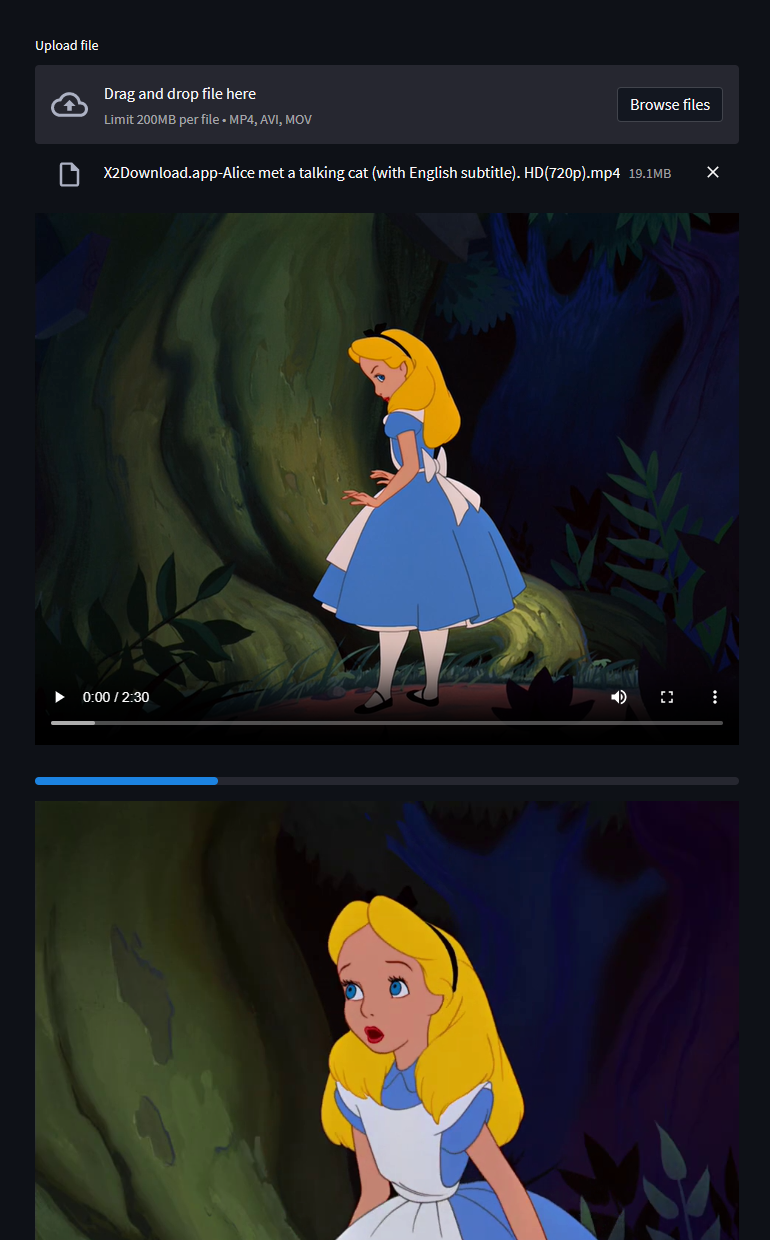 Upload file
Drag and drop file here
Limit 200MB per file • MP4, AVI, MOV
Browse files
X2Download.app-Alice met a talking cat (with English subtitle). HD(720p).mp4 19.1MB
0:00 / 2:30